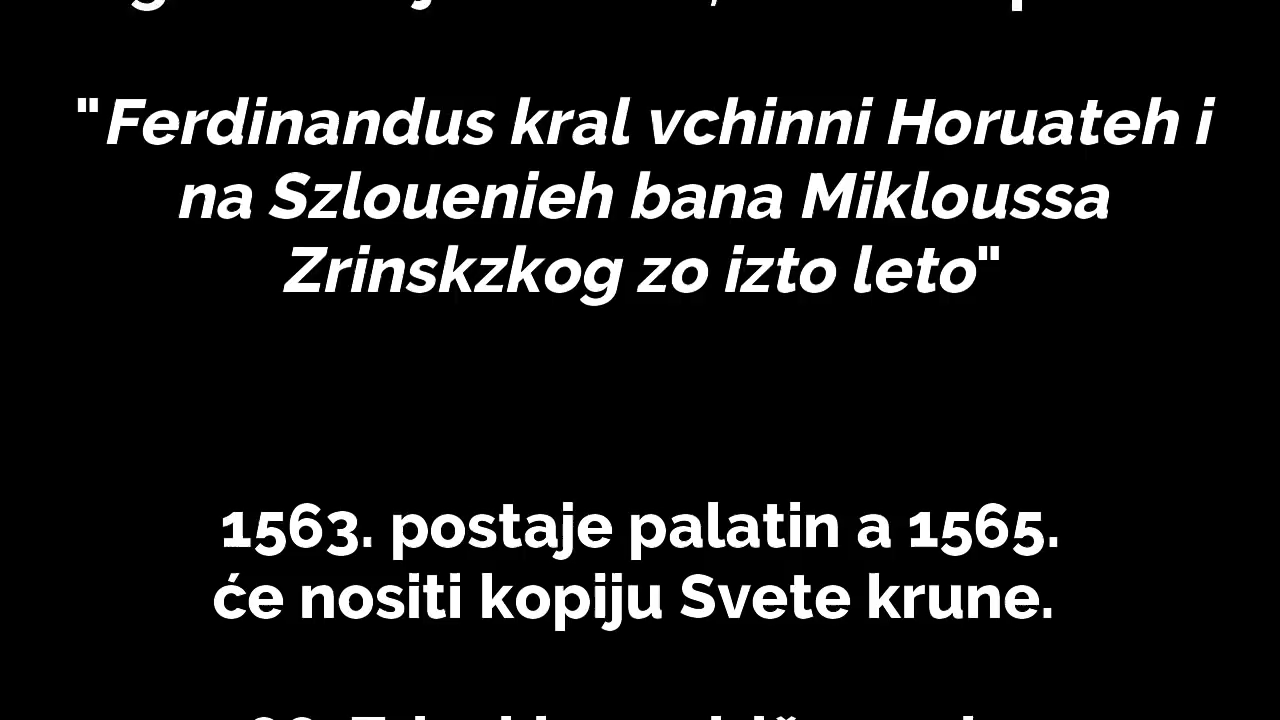 "Ferdinandus kral vchinni Horuateh i
na Szlouenieh bana Mikloussa
Zrinskzkog zo izto leto"
1563. postaje palatin a 1565.
će nositi kopiju Svete krune.